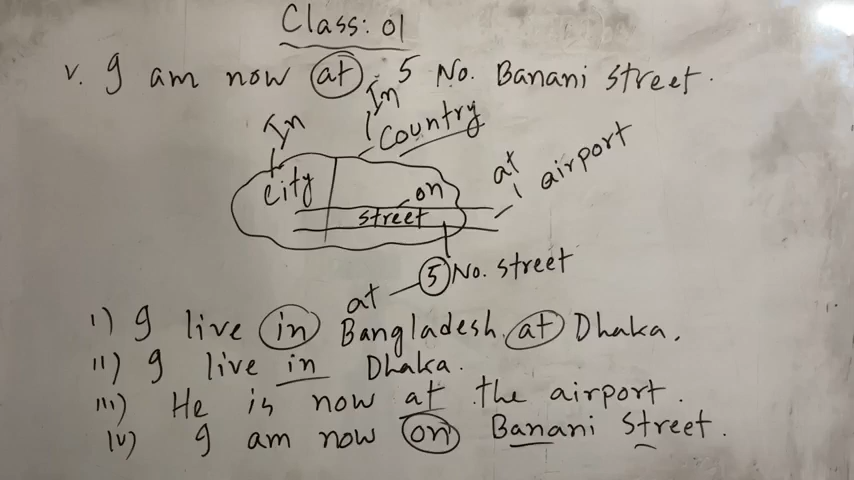 Class: 01
v. I am now at 5 No. Banani street.
In
In
Country
City
at
airport
on
street
5 No. street
at
i) I live in Bangladesh at Dhaka.
ii) I live in Dhaka.
iii) He is now at the airport.
iv) I am now on Banani Street.